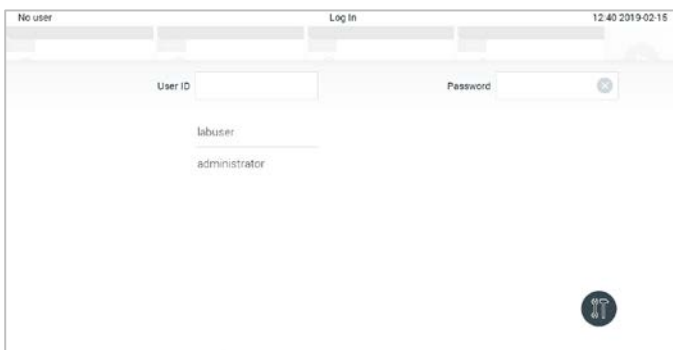 No user Log In 12:40 2019-02-15
User ID Password
labuser
administrator